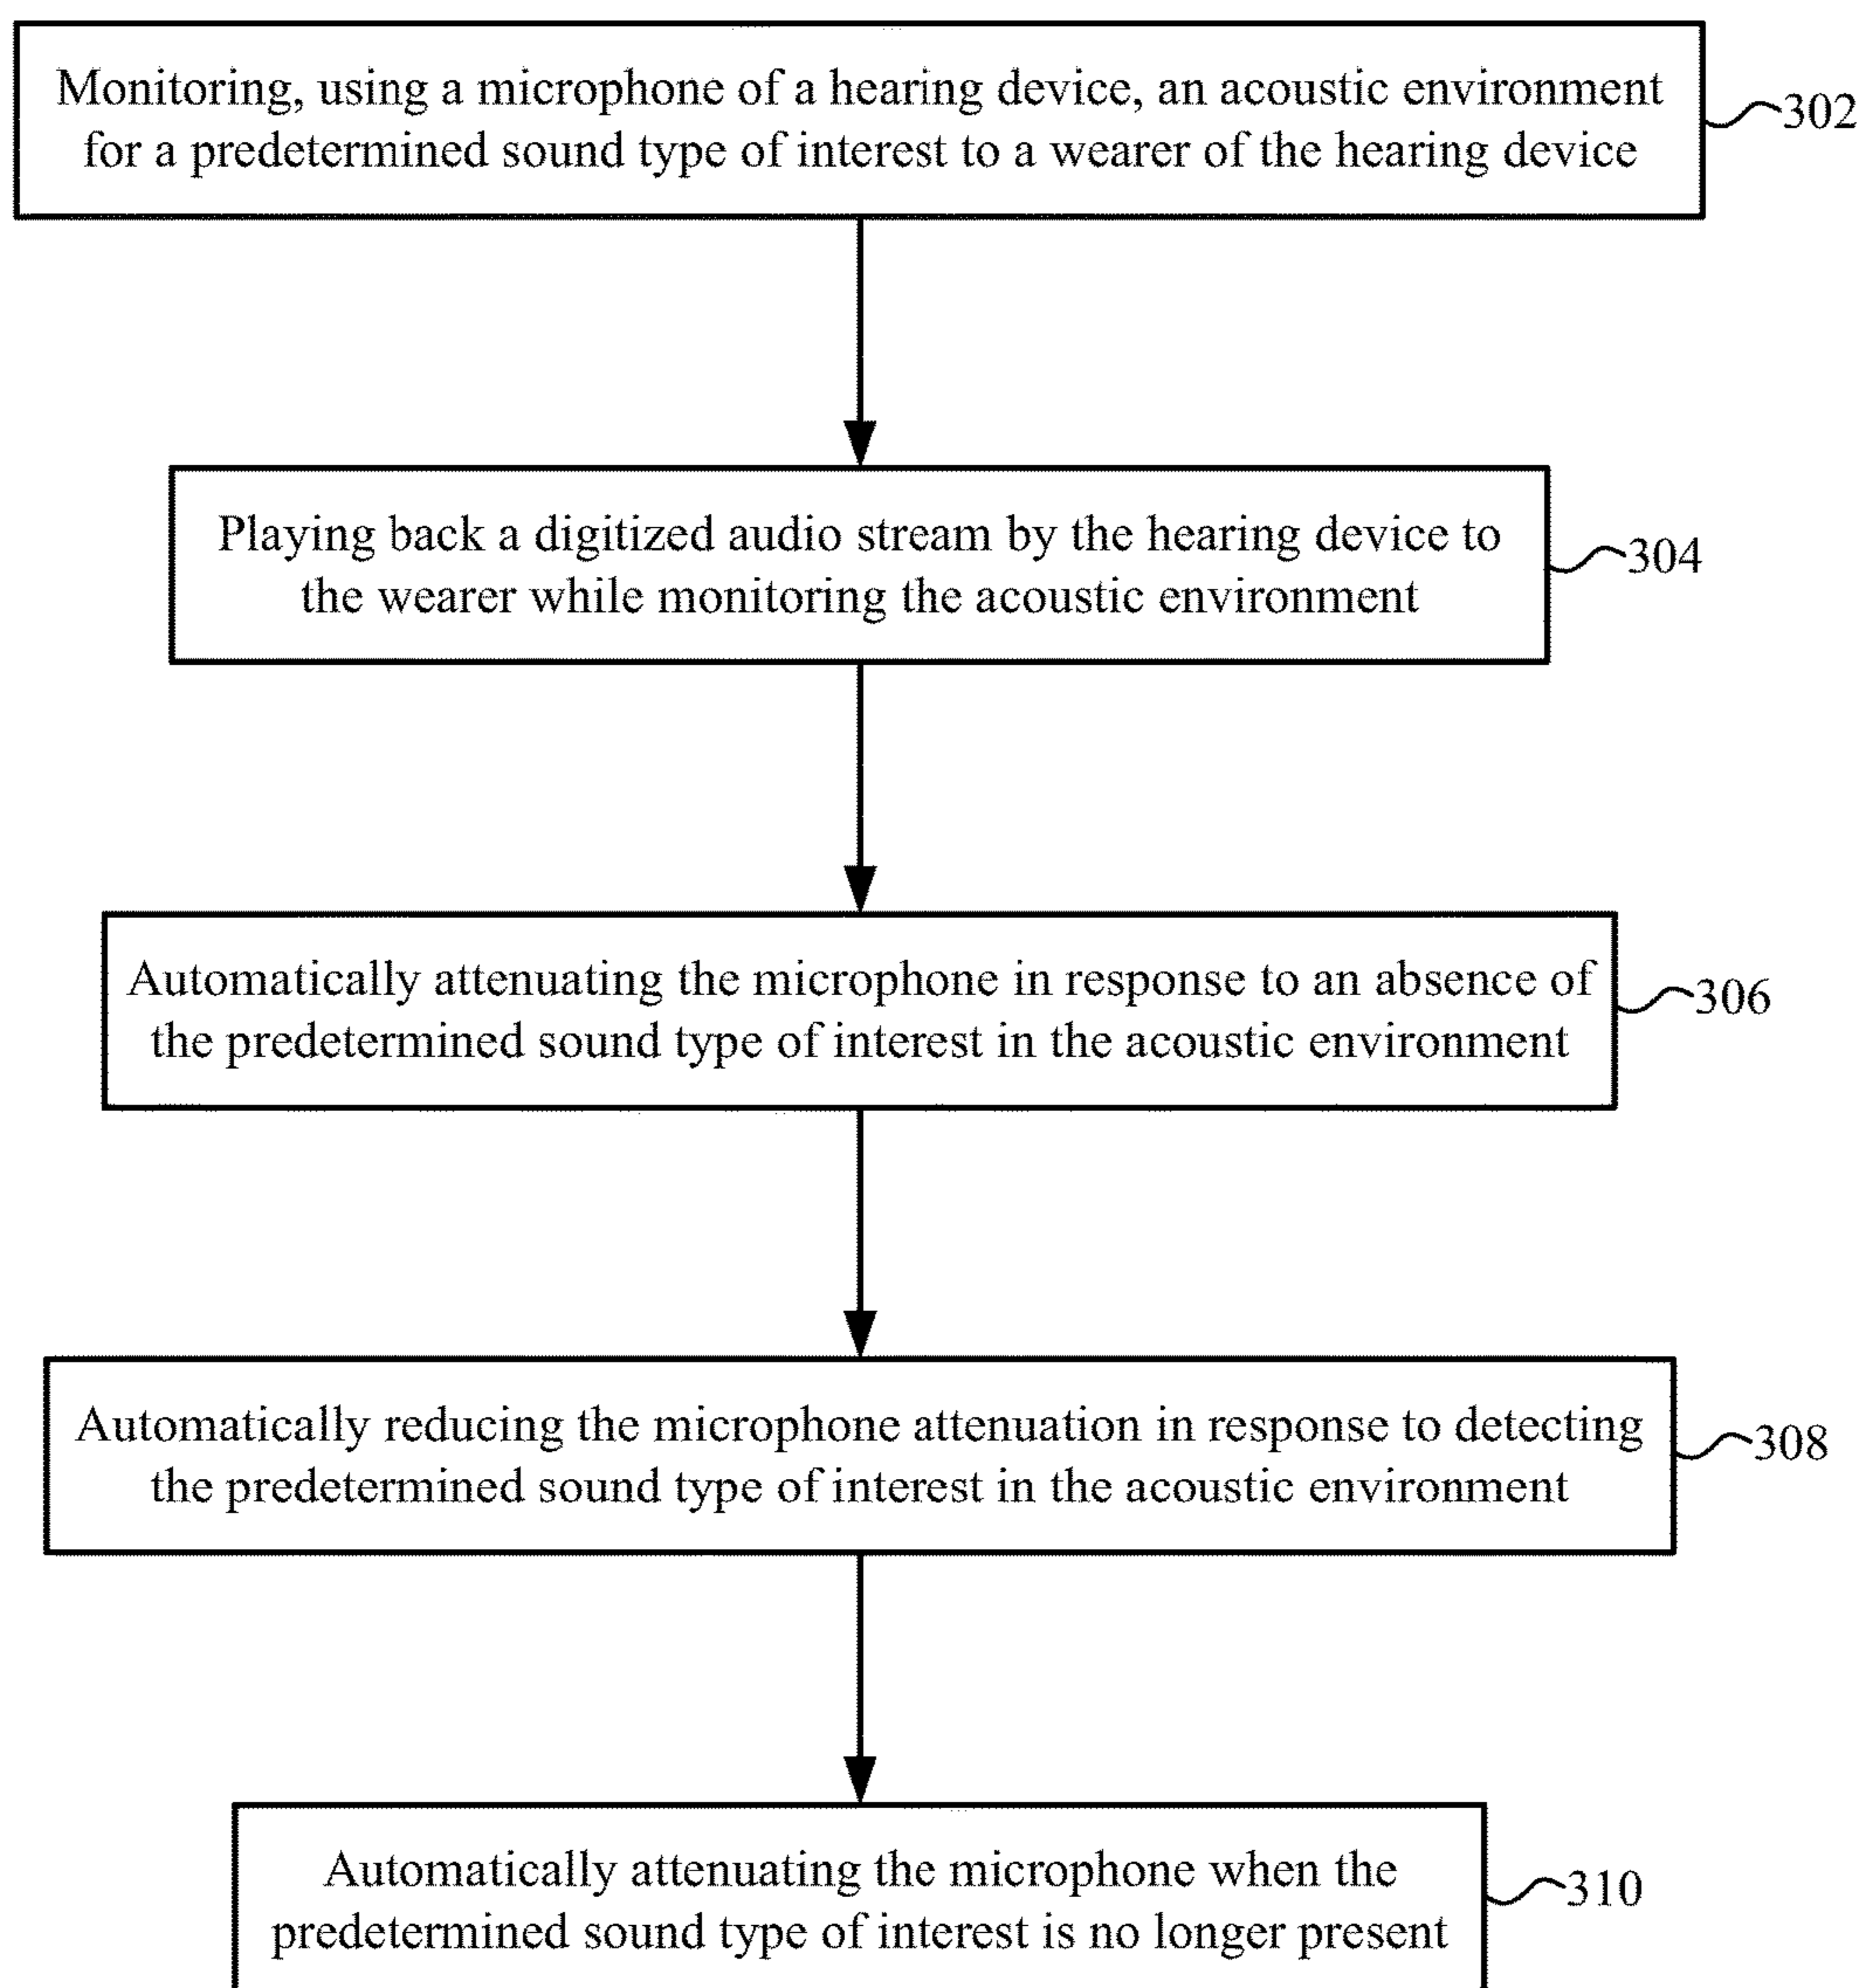 Monitoring, using a microphone of a hearing device, an acoustic environment
for a predetermined sound type of interest to a wearer of the hearing device
302
Playing back a digitized audio stream by the hearing device to
the wearer while monitoring the acoustic environment
304
Automatically attenuating the microphone in response to an absence of
the predetermined sound type of interest in the acoustic environment
306
Automatically reducing the microphone attenuation in response to detecting
the predetermined sound type of interest in the acoustic environment
308
Automatically attenuating the microphone when the
predetermined sound type of interest is no longer present
310